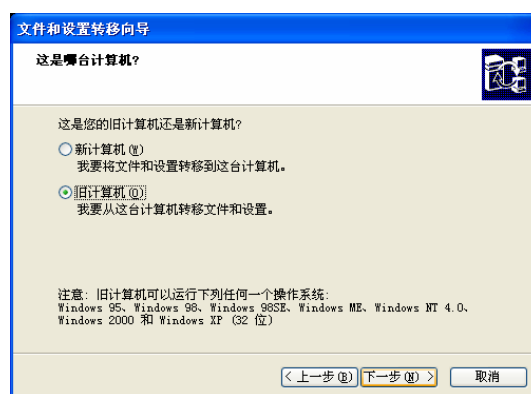 文件和设置转移向导
这是哪台计算机?
这是您的旧计算机还是新计算机?
新计算机(W)
我要将文件和设置转移到这台计算机。
旧计算机(O)
我要从这台计算机转移文件和设置。
注意: 旧计算机可以运行下列任何一个操作系统:
Windows 95、Windows 98、Windows 98SE、Windows ME、Windows NT 4.0、
Windows 2000 和 Windows XP (32 位)
< 上一步(B) 下一步(N) > 取消